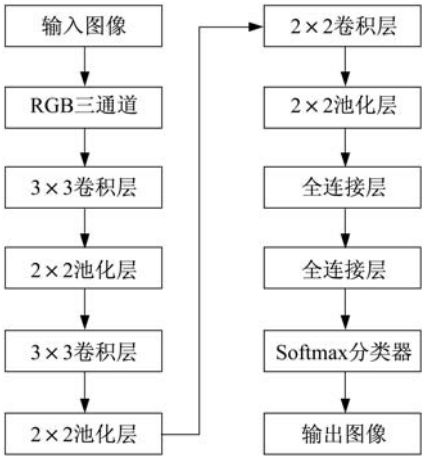 输入图像
RGB三通道
3×3卷积层
2×2池化层
3×3卷积层
2×2池化层
2×2卷积层
2×2池化层
全连接层
全连接层
Softmax分类器
输出图像